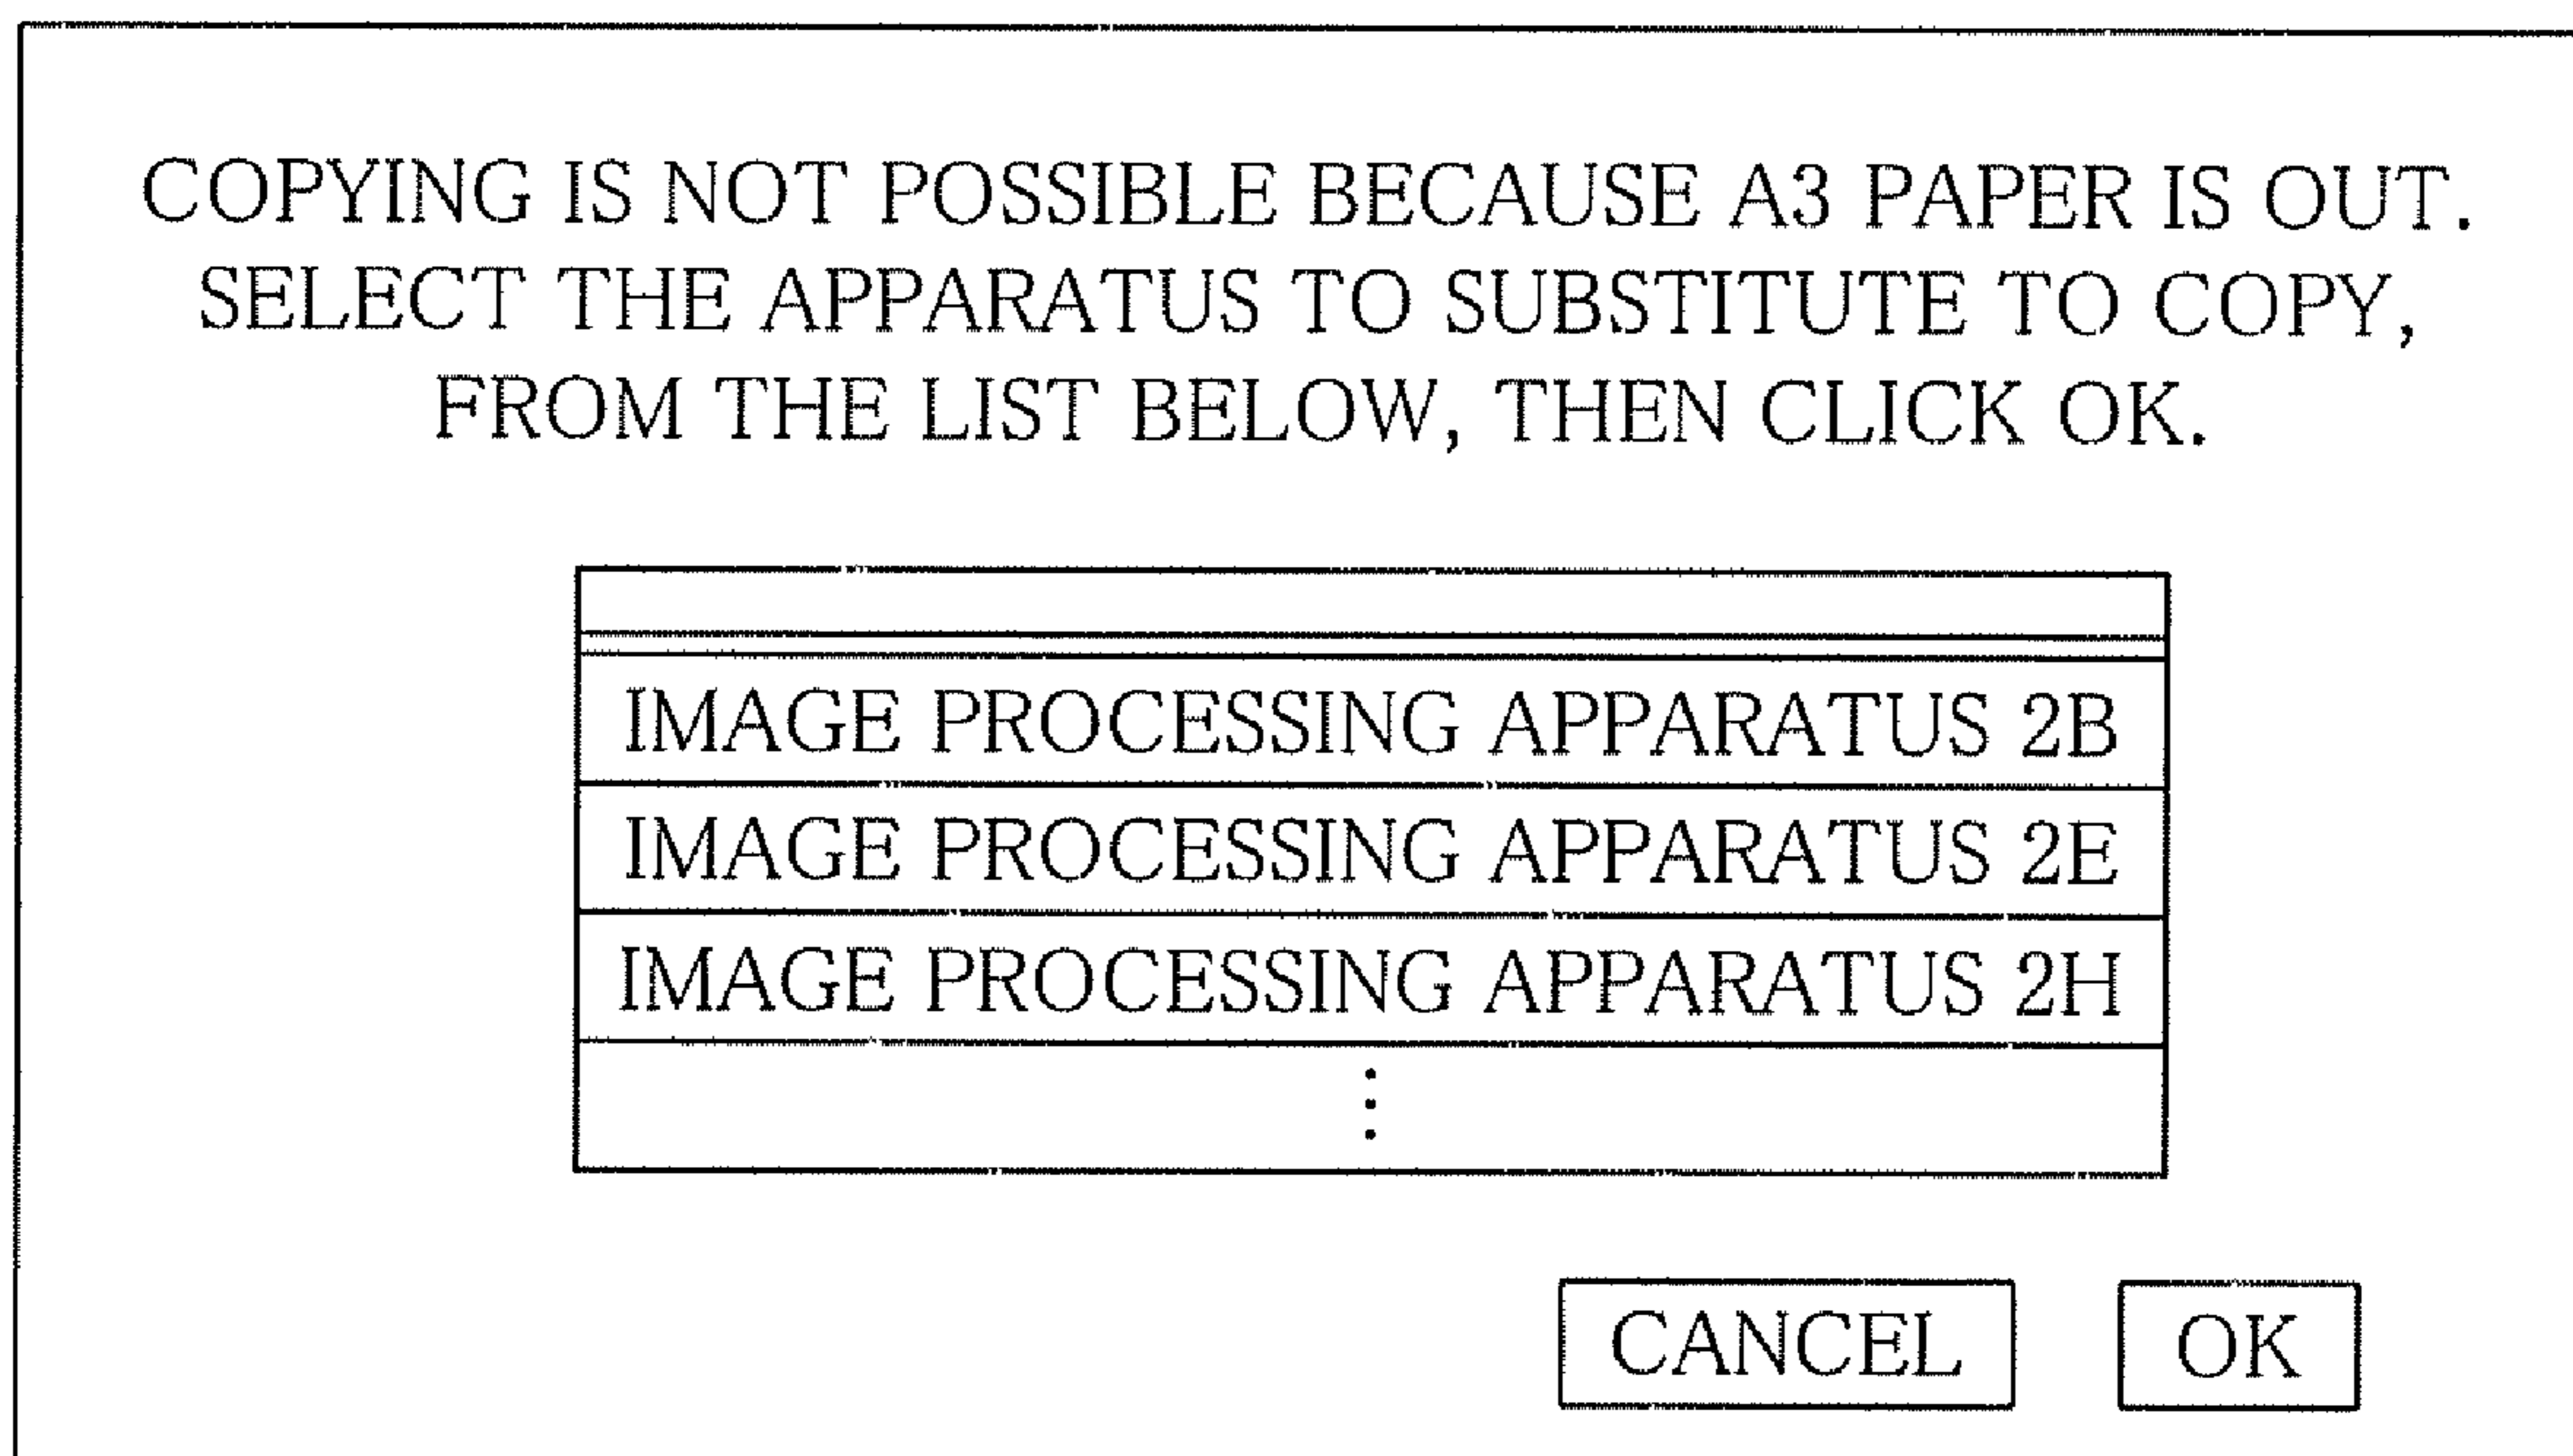 COPYING IS NOT POSSIBLE BECAUSE A3 PAPER IS OUT.
SELECT THE APPARATUS TO SUBSTITUTE TO COPY,
FROM THE LIST BELOW, THEN CLICK OK.
IMAGE PROCESSING APPARATUS 2B
IMAGE PROCESSING APPARATUS 2E
IMAGE PROCESSING APPARATUS 2H
CANCEL OK